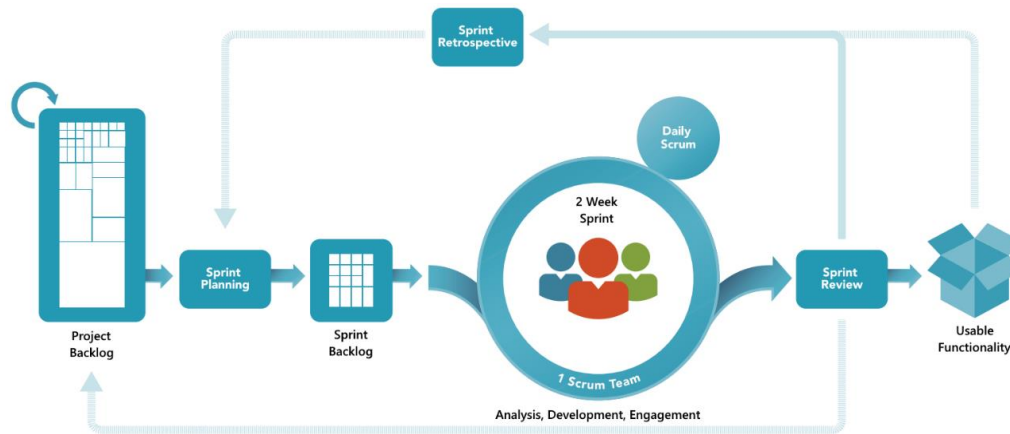 Sprint
Retrospective
Daily
Scrum
2 Week
Sprint
Sprint
Planning
Sprint
Review
Project
Backlog
Sprint
Backlog
1 Scrum Team
Usable
Functionality
Analysis, Development, Engagement